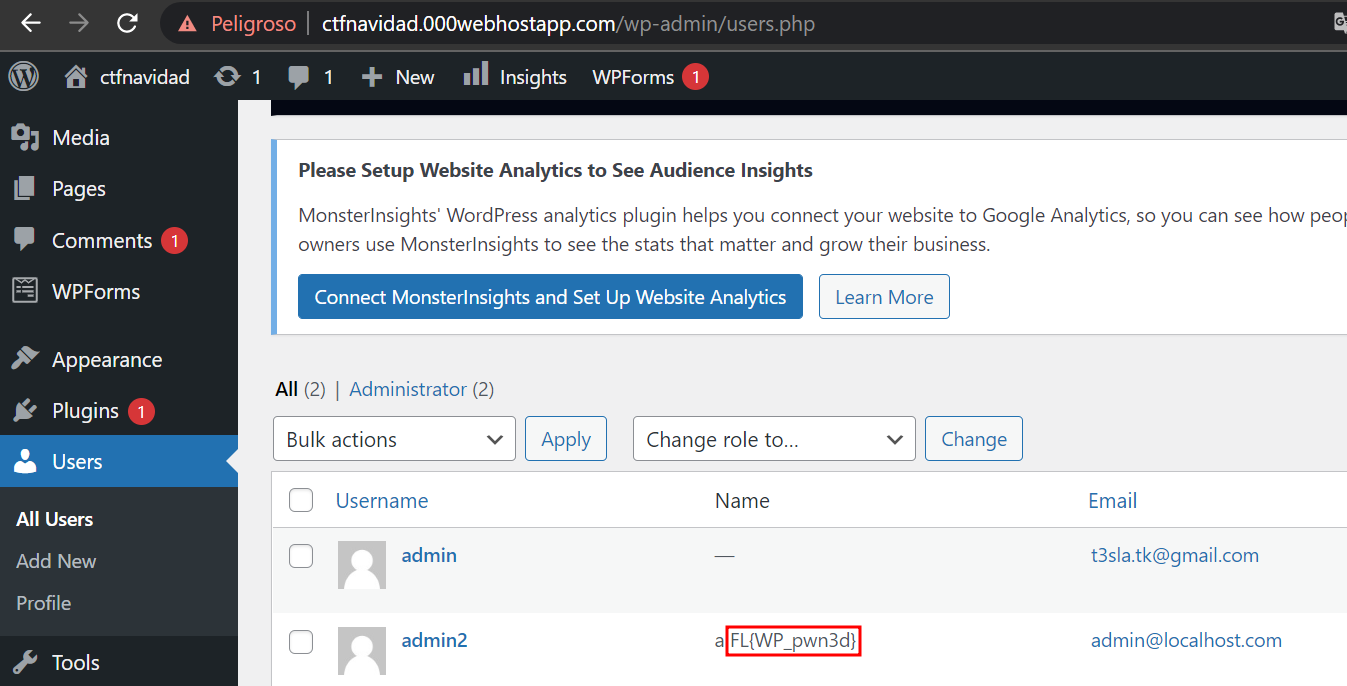 Peligroso | ctfnavidad.000webhostapp.com/wp-admin/users.php
ctfnavidad 1 1 New Insights WPForms 1
Media
Pages
Comments 1
WPForms
Appearance
Plugins 1
Users
All Users
Add New
Profile
Tools
Please Setup Website Analytics to See Audience Insights
MonsterInsights' WordPress analytics plugin helps you connect your website to Google Analytics, so you can see how
owners use MonsterInsights to see the stats that matter and grow their business.
Connect MonsterInsights and Set Up Website Analytics Learn More
All (2) | Administrator (2)
Bulk actions Apply Change role to... Change
Username Name Email
admin — t3sla.tk@gmail.com
admin2 a FL{WP_pwn3d} admin@localhost.com